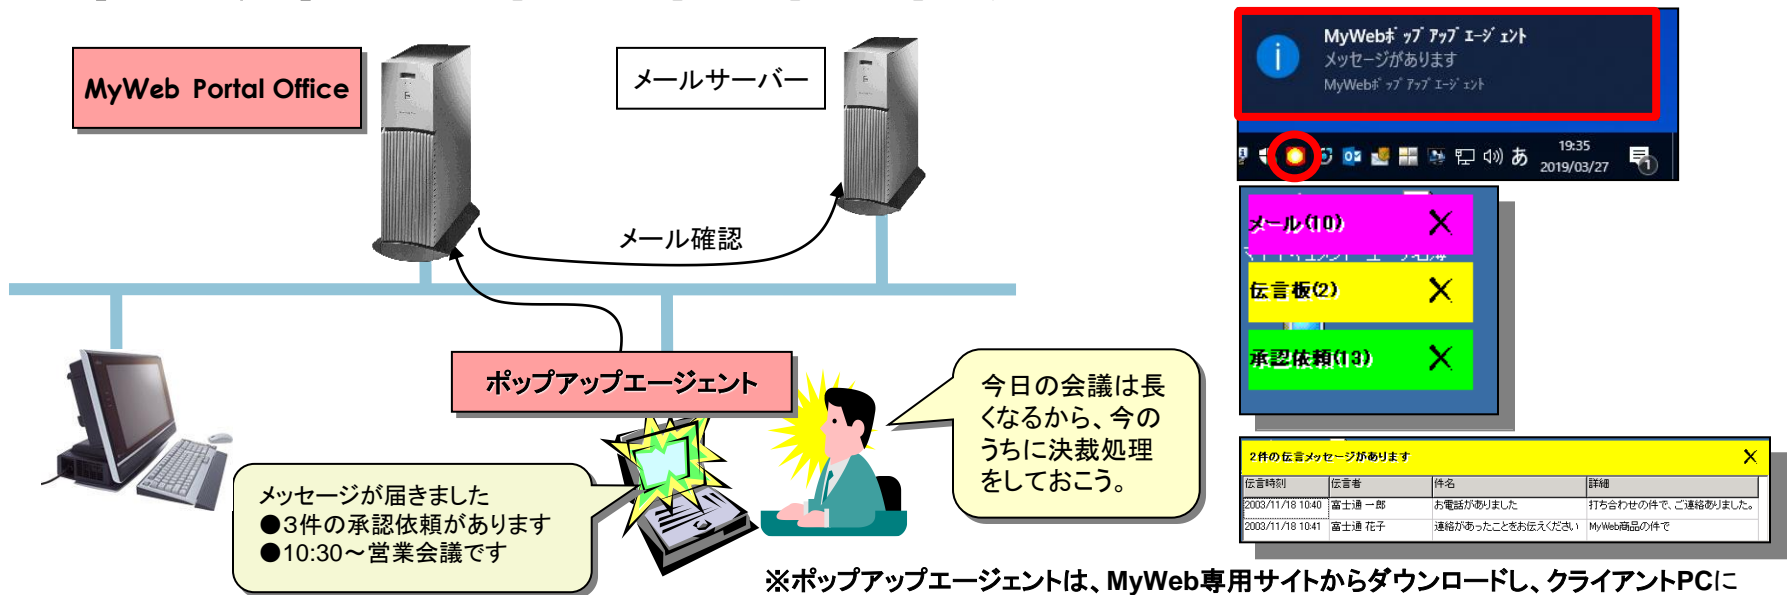 MyWeb Portal Office
メールサーバー
メール確認
ポップアップエージェント
メッセージが届きました
●３件の承認依頼があります
●10:30～営業会議です
今日の会議は長
くなるから、今の
うちに決裁処理
をしておこう。
MyWebﾎﾟｯﾌﾟｱｯﾌﾟｴｰｼﾞｪﾝﾄ
メッセージがあります
MyWebﾎﾟｯﾌﾟｱｯﾌﾟｴｰｼﾞｪﾝﾄ
あ
19:35
2019/03/27
1
メール(10)
伝言板(2)
承認依頼(13)
2件の伝言メッセージがあります
伝言時刻 伝言者 件名 詳細
2003/11/18 10:40 富士通 一郎 お電話がありました 打ち合わせの件で、ご連絡ありました。
2003/11/18 10:41 富士通 花子 連絡があったことをお伝えください MyWeb商品の件で
※ポップアップエージェントは、MyWeb専用サイトからダウンロードし、クライアントPCに